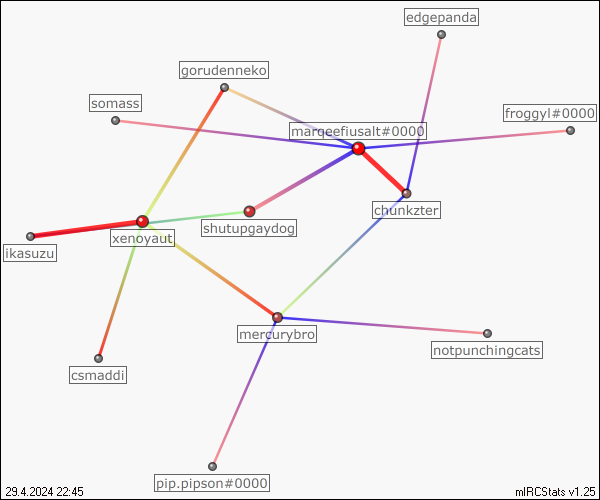 edgepanda
gorudenneko
somass
froggyl#0000
marqeefiusalt#0000
chunkzter
shutupgaydog
xenoyaut
ikasuzu
mercurybro
notpunchingcats
csmaddi
pip.pipson#0000
29.4.2024 22:45
mIRCStats v1.25